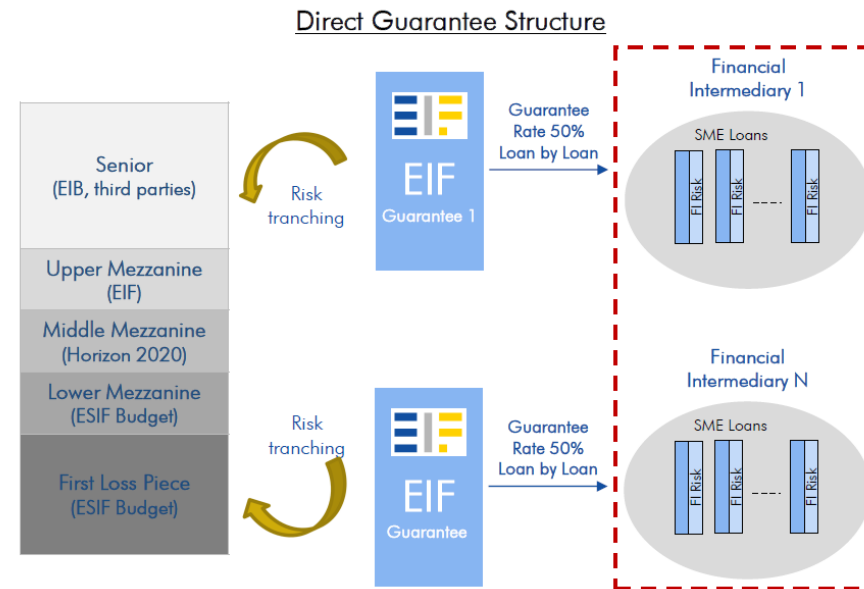 Direct Guarantee Structure
Senior
(EIB, third parties)
Upper Mezzanine
(EIF)
Middle Mezzanine
(Horizon 2020)
Lower Mezzanine
(ESIF Budget)
First Loss Piece
(ESIF Budget)
Risk
tranching
EIF
Guarantee 1
Guarantee
Rate 50%
Loan by Loan
Financial
Intermediary 1
SME Loans
FI Risk
FI Risk
FI Risk
Risk
tranching
EIF
Guarantee
Guarantee
Rate 50%
Loan by Loan
Financial
Intermediary N
SME Loans
FI Risk
FI Risk
FI Risk